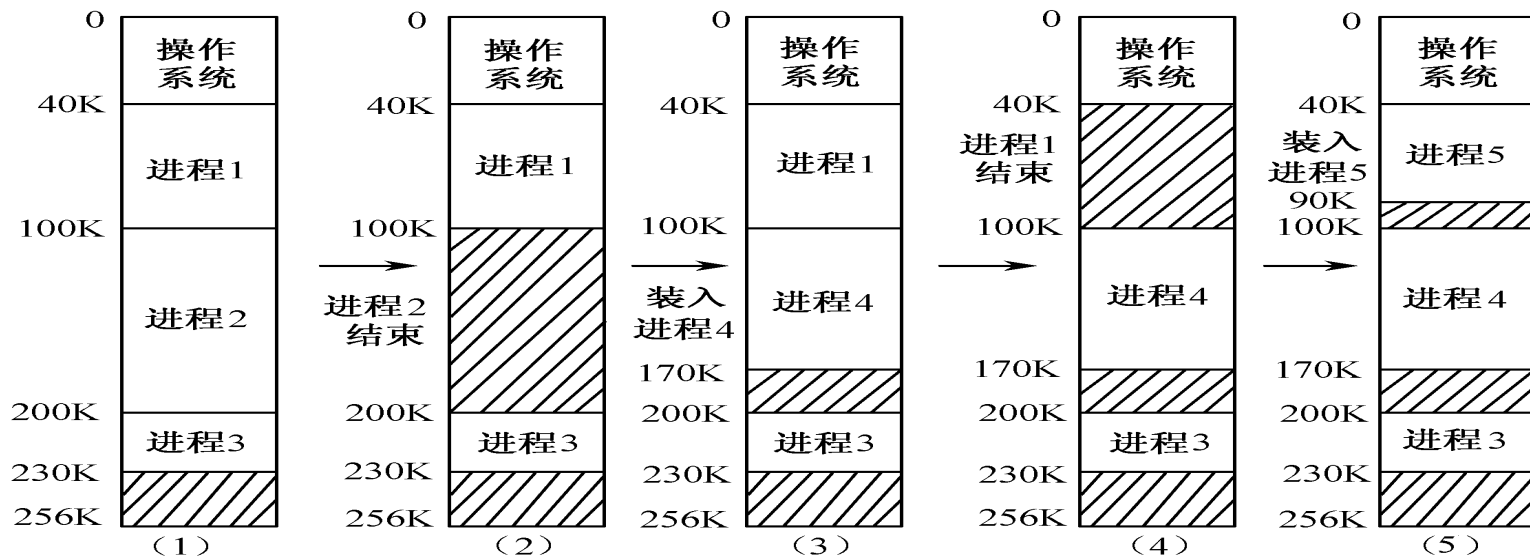 0
操作
系统
40K
进程1
100K
进程2
200K
进程3
230K
256K
(1)
进程2
结束
0
操作
系统
40K
进程1
100K
200K
进程3
230K
256K
(2)
装入
进程4
0
操作
系统
40K
进程1
100K
进程4
170K
200K
进程3
230K
256K
(3)
进程1
结束
0
操作
系统
40K
100K
进程4
170K
200K
进程3
230K
256K
(4)
装入
进程5
0
操作
系统
40K
进程5
90K
100K
进程4
170K
200K
进程3
230K
256K
(5)